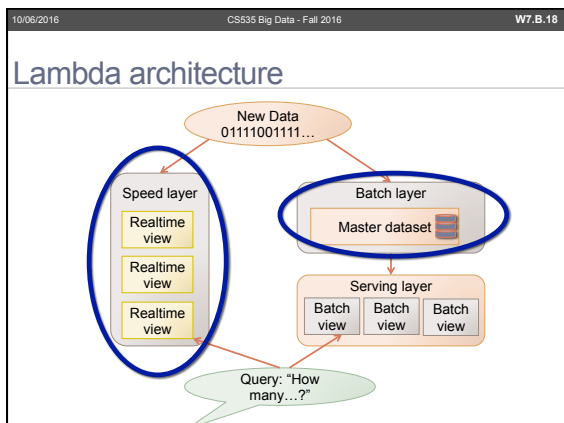 10/06/2016
CS535 Big Data - Fall 2016
W7.B.18
Lambda architecture
New Data
01111001111…
Speed layer
Realtime
view
Realtime
view
Realtime
view
Batch layer
Master dataset
Serving layer
Batch
view
Batch
view
Batch
view
Query: “How
many…?”